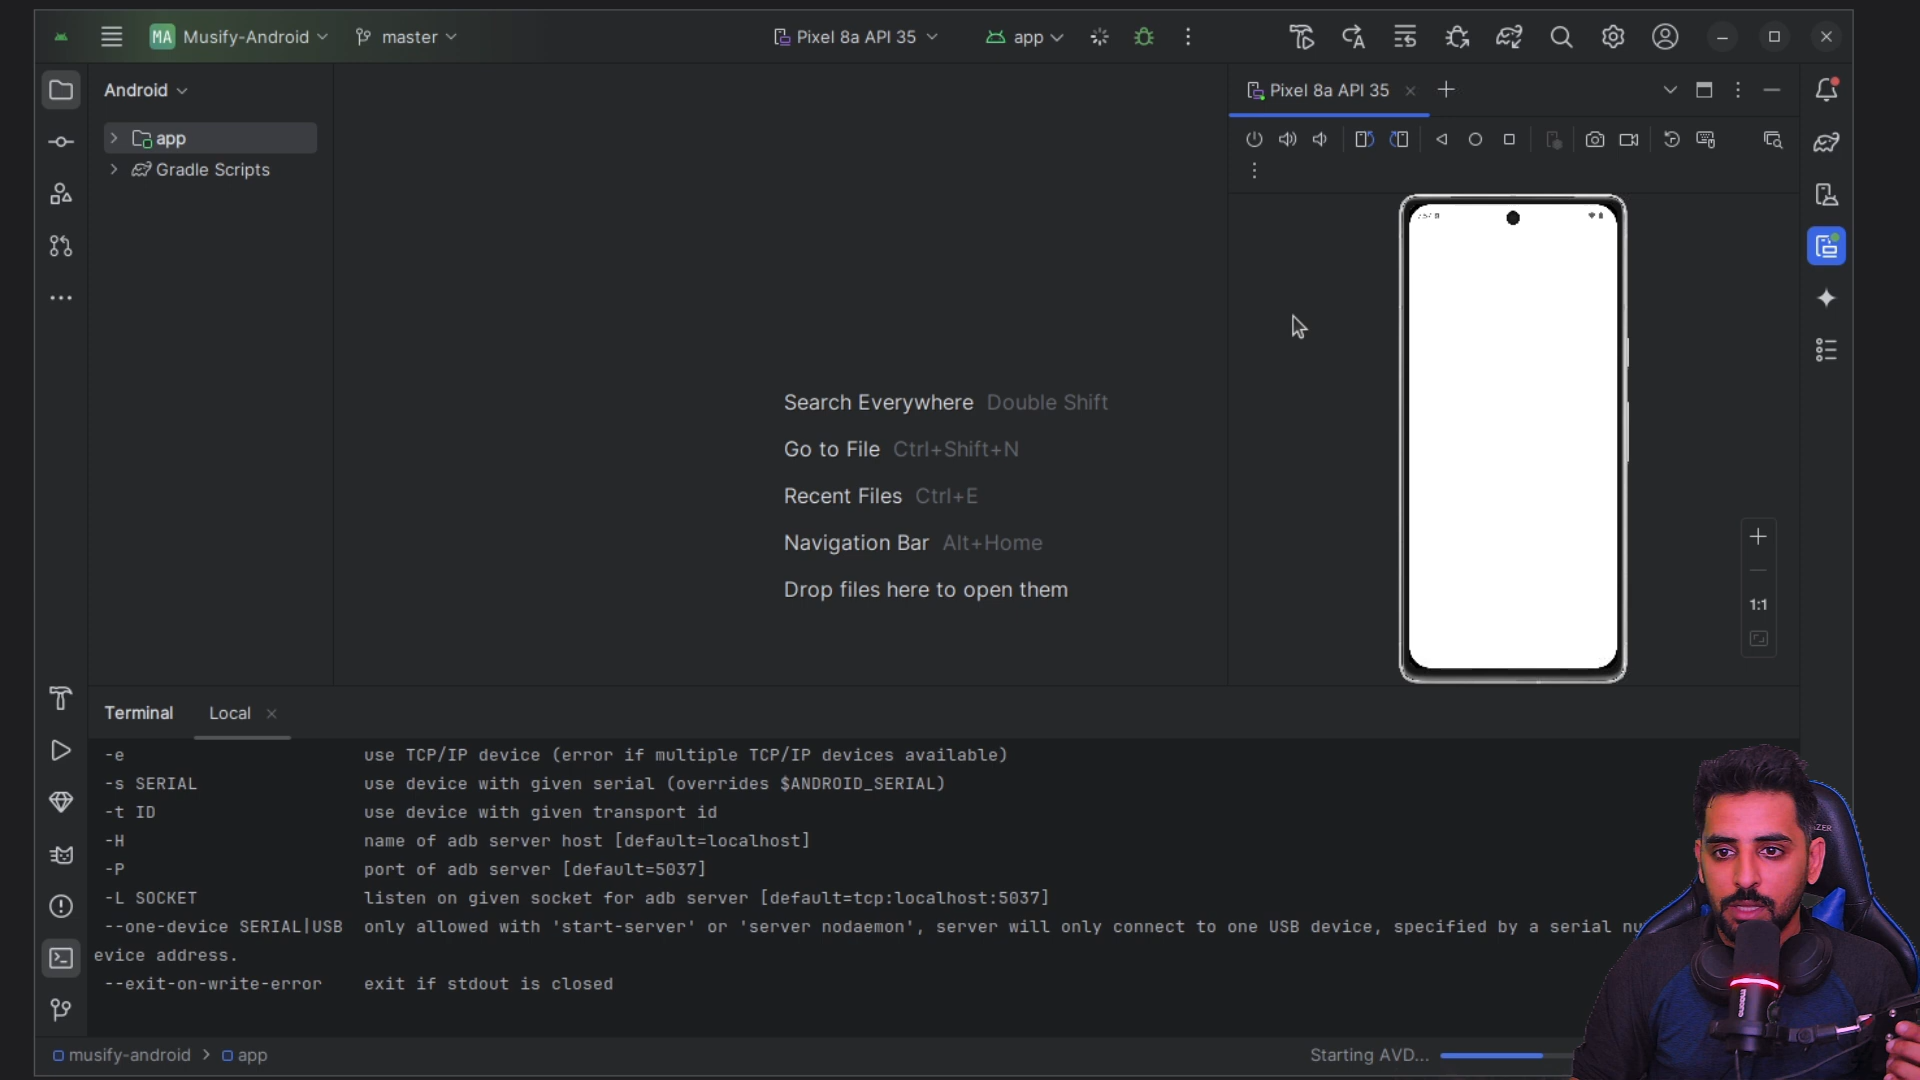 MA Musify-Android master Pixel 8a API 35 app
Android
app
Gradle Scripts
Pixel 8a API 35
Search Everywhere Double Shift
Go to File Ctrl+Shift+N
Recent Files Ctrl+E
Navigation Bar Alt+Home
Drop files here to open them
1:1
Terminal Local
-e use TCP/IP device (error if multiple TCP/IP devices available)
-s SERIAL use device with given serial (overrides $ANDROID_SERIAL)
-t ID use device with given transport id
-H name of adb server host [default=localhost]
-P port of adb server [default=5037]
-L SOCKET listen on given socket for adb server [default=tcp:localhost:5037]
--one-device SERIAL|USB only allowed with 'start-server' or 'server nodaemon', server will only connect to one USB device, specified by a serial nu
evice address.
--exit-on-write-error exit if stdout is closed
musify-android > app
Starting AVD...